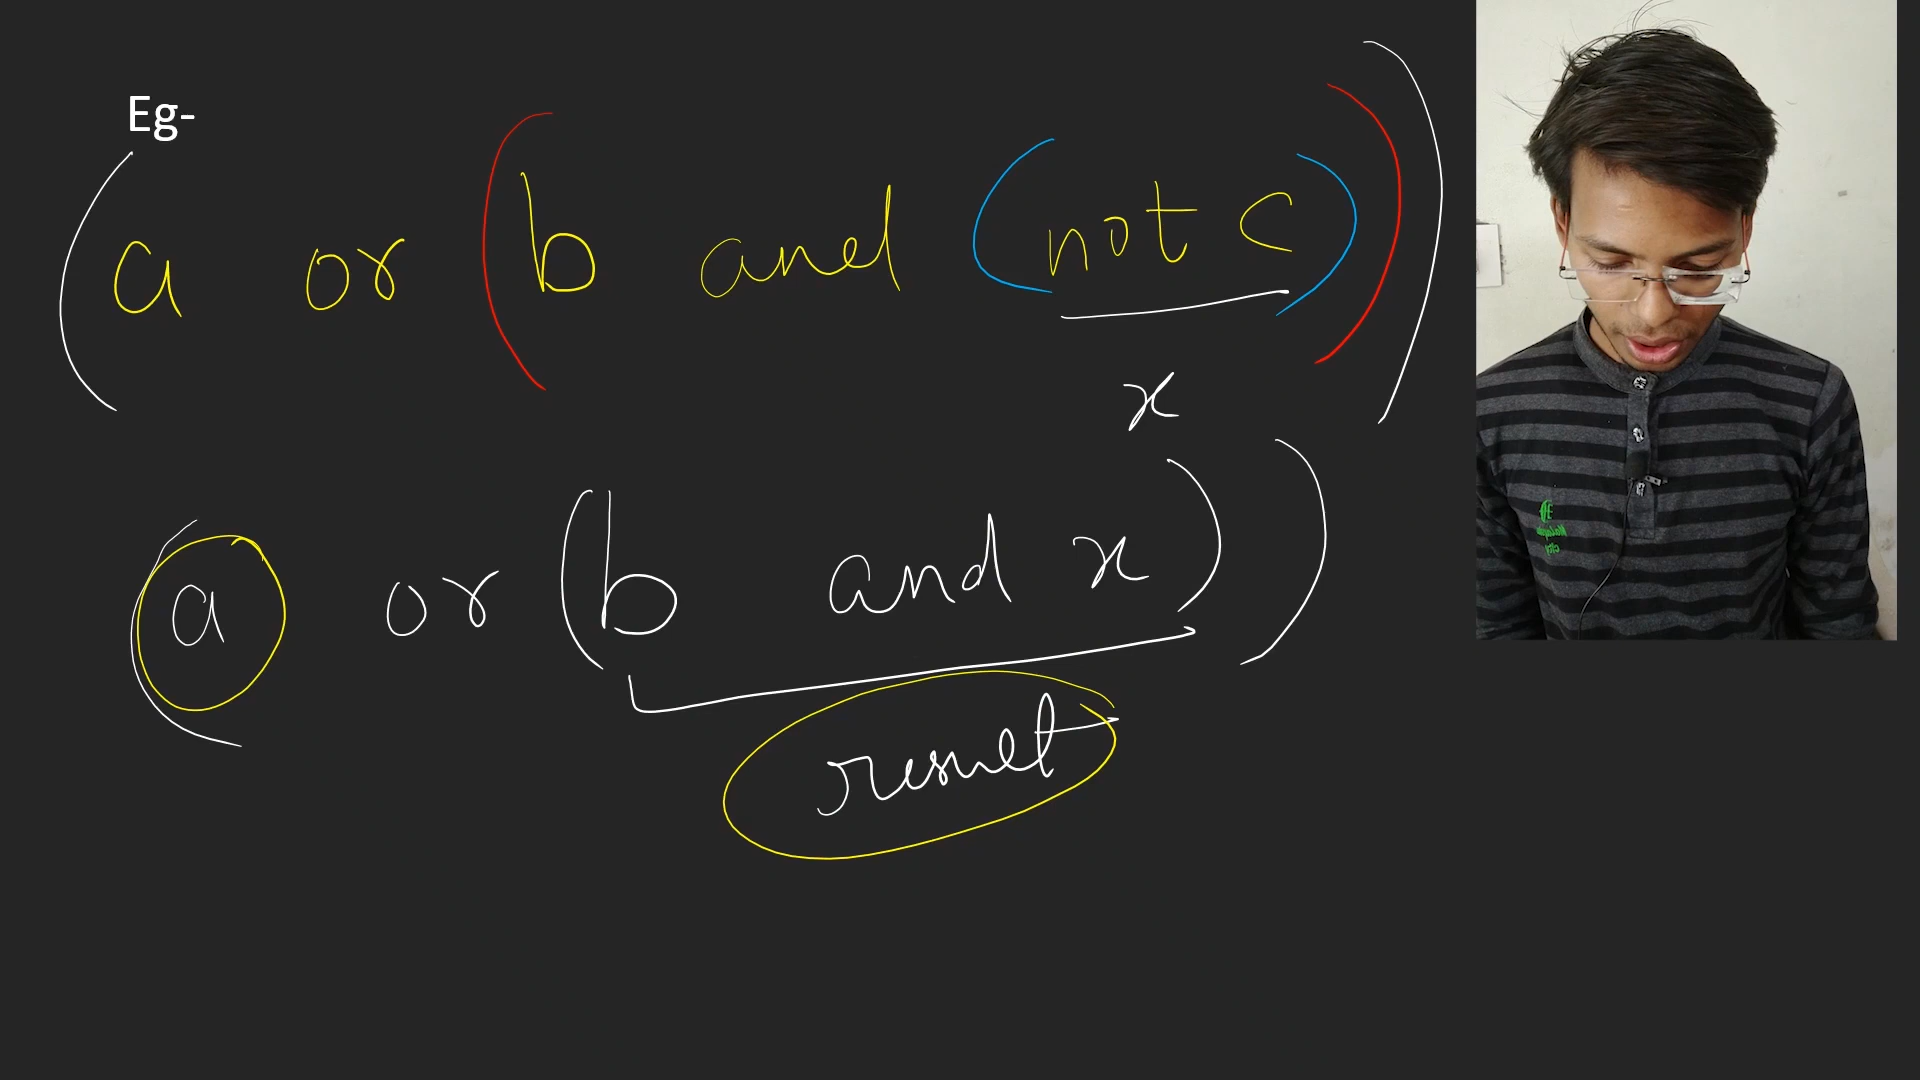 Eg-
(a or (b and (not c)))
x
(a or (b and x))
result